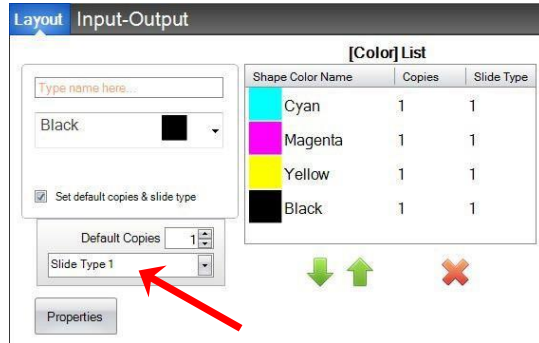 Layout Input-Output
[Color] List
Type name here...
Black
Set default copies & slide type
Default Copies 1
Slide Type 1
Properties
Shape Color Name Copies Slide Type
Cyan 1 1
Magenta 1 1
Yellow 1 1
Black 1 1